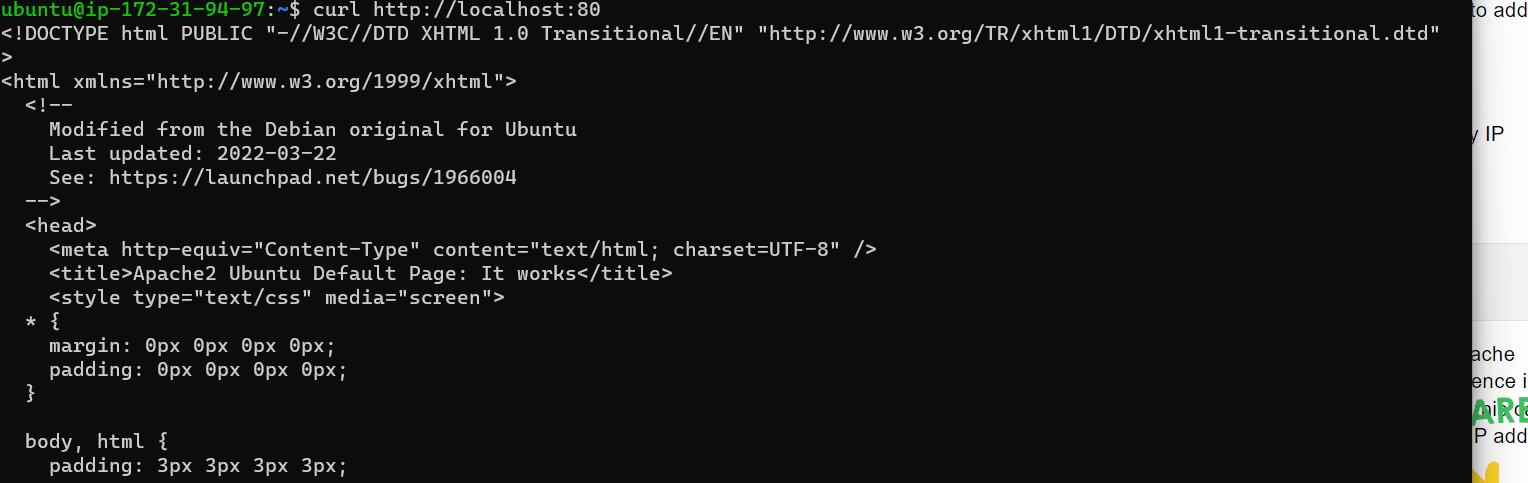 ubuntu@ip-172-31-94-97:~$ curl http://localhost:80
<!DOCTYPE html PUBLIC "-//W3C//DTD XHTML 1.0 Transitional//EN" "http://www.w3.org/TR/xhtml1/DTD/xhtml1-transitional.dtd"
>
<html xmlns="http://www.w3.org/1999/xhtml">
  <!--
    Modified from the Debian original for Ubuntu
    Last updated: 2022-03-22
    See: https://launchpad.net/bugs/1966004
  -->
  <head>
    <meta http-equiv="Content-Type" content="text/html; charset=UTF-8" />
    <title>Apache2 Ubuntu Default Page: It works</title>
    <style type="text/css" media="screen">
  * {
    margin: 0px 0px 0px 0px;
    padding: 0px 0px 0px 0px;
  }

  body, html {
    padding: 3px 3px 3px 3px;
to add
y IP
ache
ence i
ARE
P add